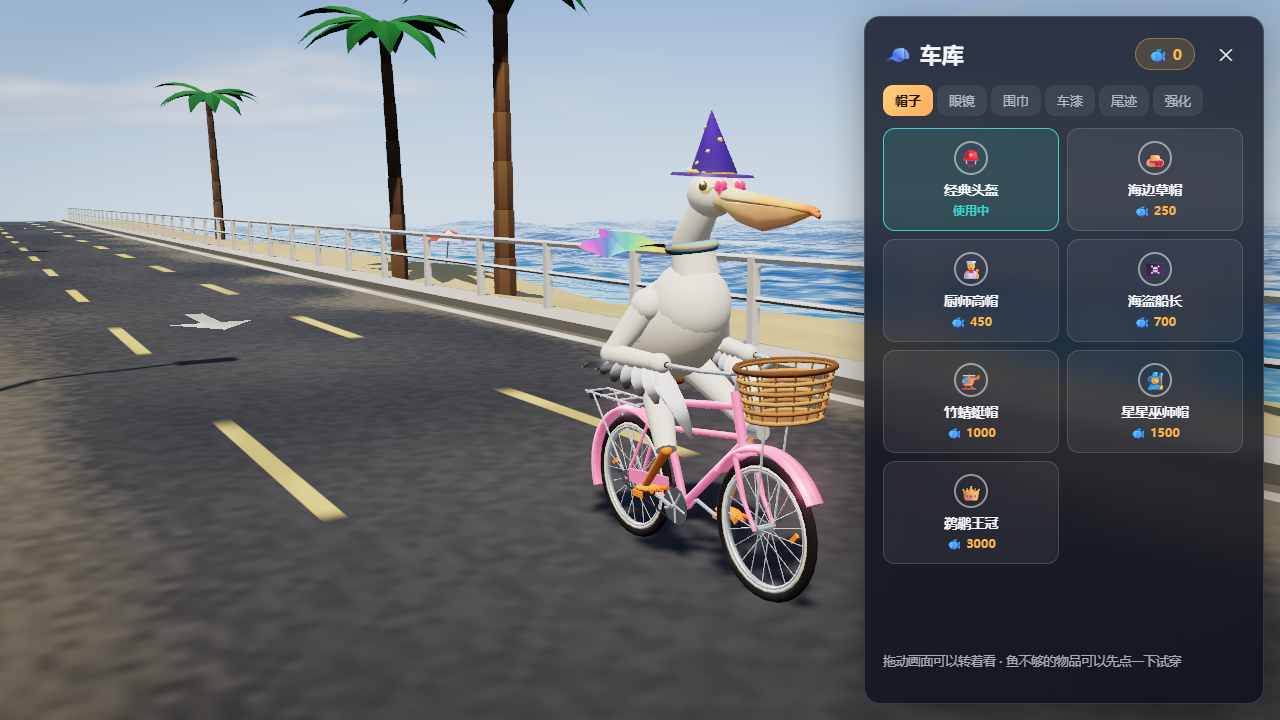 车库
0
帽子 眼镜 围巾 车漆 尾迹 强化
经典头盔
使用中
海边草帽
250
厨师高帽
450
海盗船长
700
竹蜻蜓帽
1000
星星巫师帽
1500
鹈鹕王冠
3000
拖动画面可以转着看 · 鱼不够的物品可以先点一下试穿